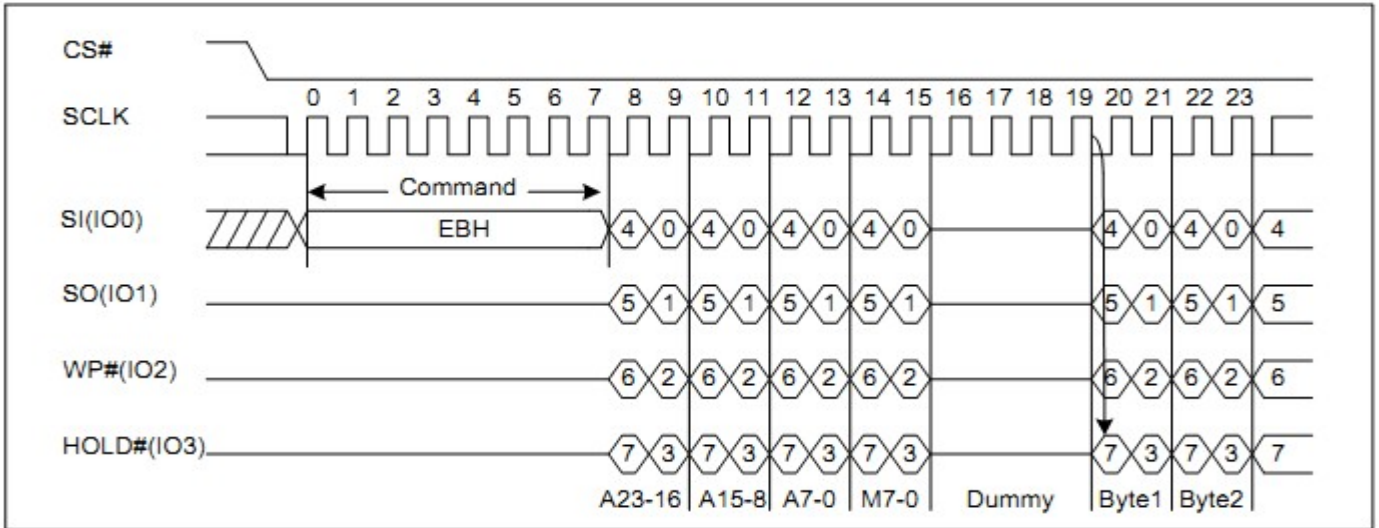 CS#
0 1 2 3 4 5 6 7 8 9 10 11 12 13 14 15 16 17 18 19 20 21 22 23
SCLK
Command
SI(IO0) EBH 4 0 4 0 4 0 4 0 4 0 4 0 4
SO(IO1) 5 1 5 1 5 1 5 1 5 1 5 1 5
WP#(IO2) 6 2 6 2 6 2 6 2 6 2 6 2 6
HOLD#(IO3) 7 3 7 3 7 3 7 3 7 3 7 3 7
A23-16 A15-8 A7-0 M7-0 Dummy Byte1 Byte2